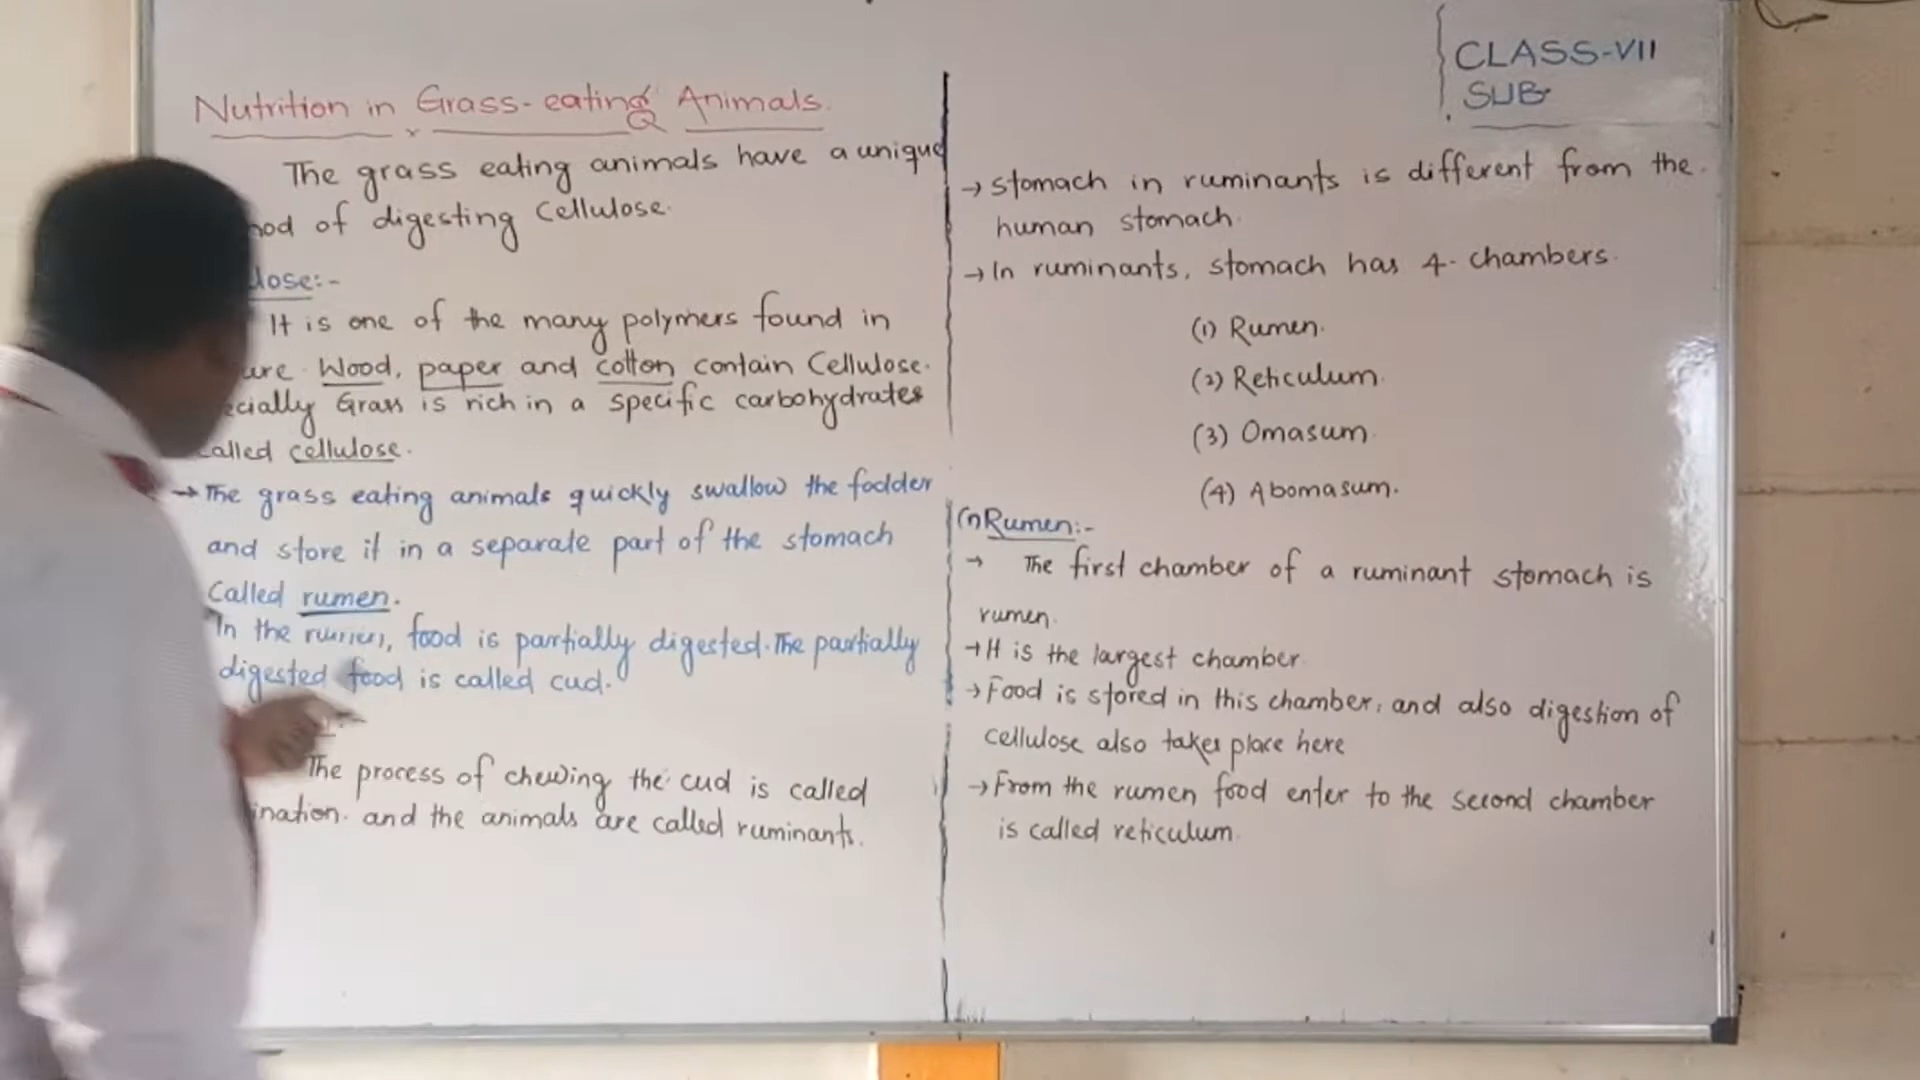 CLASS-VII
SUB
Nutrition in Grass-eating Animals.
The grass eating animals have a unique
hod of digesting Cellulose.
lose:-
It is one of the many polymers found in
ure. Wood, paper and cotton contain Cellulose.
ecially Grass is rich in a specific carbohydrates
called cellulose.
→ The grass eating animals quickly swallow the fodder
and store it in a separate part of the stomach
Called rumen.
In the rumen, food is partially digested. The partially
digested food is called cud.
The process of chewing the cud is called
ination. and the animals are called ruminants.
→ stomach in ruminants is different from the
human stomach.
→ In ruminants, stomach has 4- chambers.
(1) Rumen.
(2) Reticulum.
(3) Omasum.
(4) Abomasum.
(1) Rumen:-
→ The first chamber of a ruminant stomach is
rumen.
→ It is the largest chamber.
→ Food is stored in this chamber, and also digestion of
cellulose also takes place here
→ From the rumen food enter to the second chamber
is called reticulum.